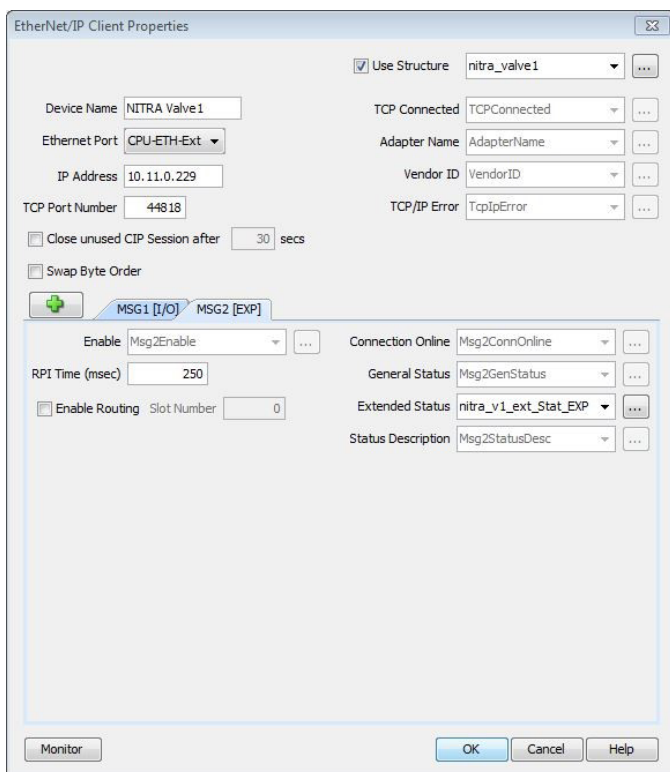 EtherNet/IP Client Properties
Use Structure nitra_valve1 ...
Device Name NITRA Valve1 TCP Connected TCPConnected ...
Ethernet Port CPU-ETH-Ext Adapter Name AdapterName ...
IP Address 10.11.0.229 Vendor ID VendorID ...
TCP Port Number 44818 TCP/IP Error TcpIpError ...
Close unused CIP Session after 30 secs
Swap Byte Order
MSG1 [I/O] MSG2 [EXP]
Enable Msg2Enable ... Connection Online Msg2ConnOnline ...
RPI Time (msec) 250 General Status Msg2GenStatus ...
Enable Routing Slot Number 0 Extended Status nitra_v1_ext_Stat_EXP ...
Status Description Msg2StatusDesc ...
Monitor OK Cancel Help